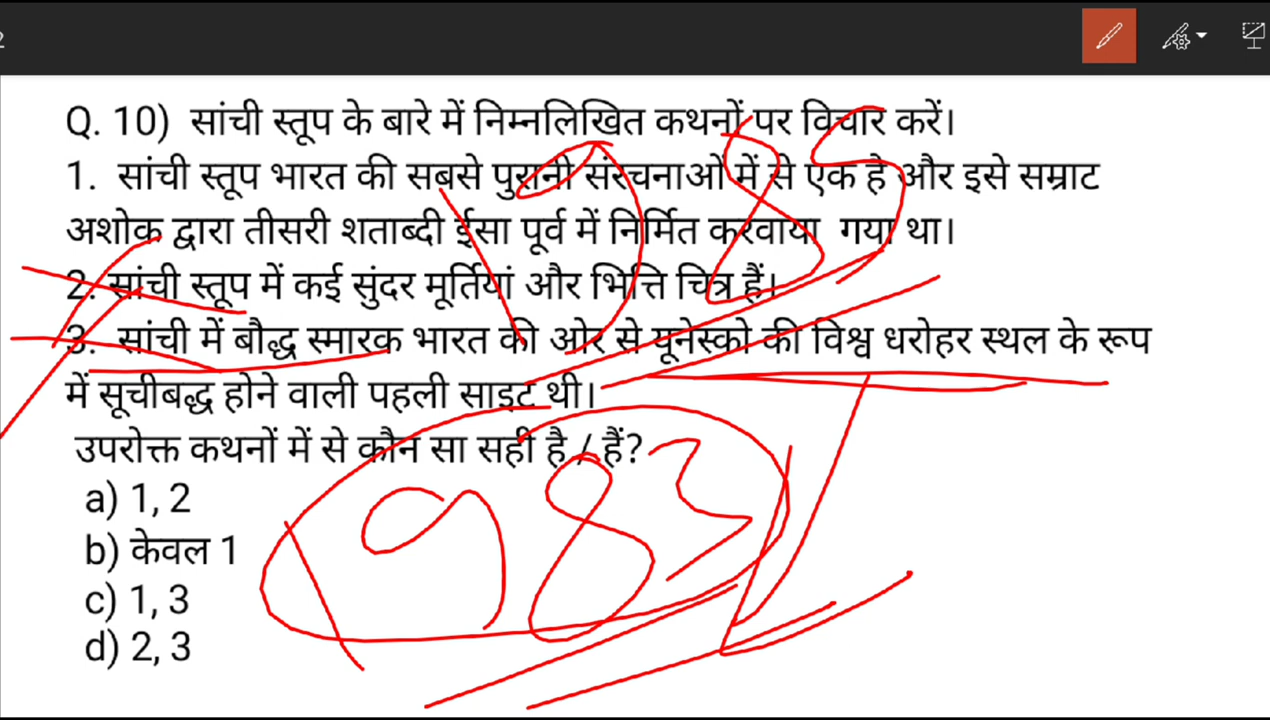 2
Q. 10) सांची स्तूप के बारे में निम्नलिखित कथनों पर विचार करें।
1. सांची स्तूप भारत की सबसे पुरानी संरचनाओं में से एक है और इसे सम्राट
अशोक द्वारा तीसरी शताब्दी ईसा पूर्व में निर्मित करवाया गया था।
1985
2. सांची स्तूप में कई सुंदर मूर्तियां और भित्ति चित्र हैं।
3. सांची में बौद्ध स्मारक भारत की ओर से यूनेस्को की विश्व धरोहर स्थल के रूप
में सूचीबद्ध होने वाली पहली साइट थी।
उपरोक्त कथनों में से कौन सा सही है / हैं?
a) 1, 2
b) केवल 1
c) 1, 3
d) 2, 3
1983